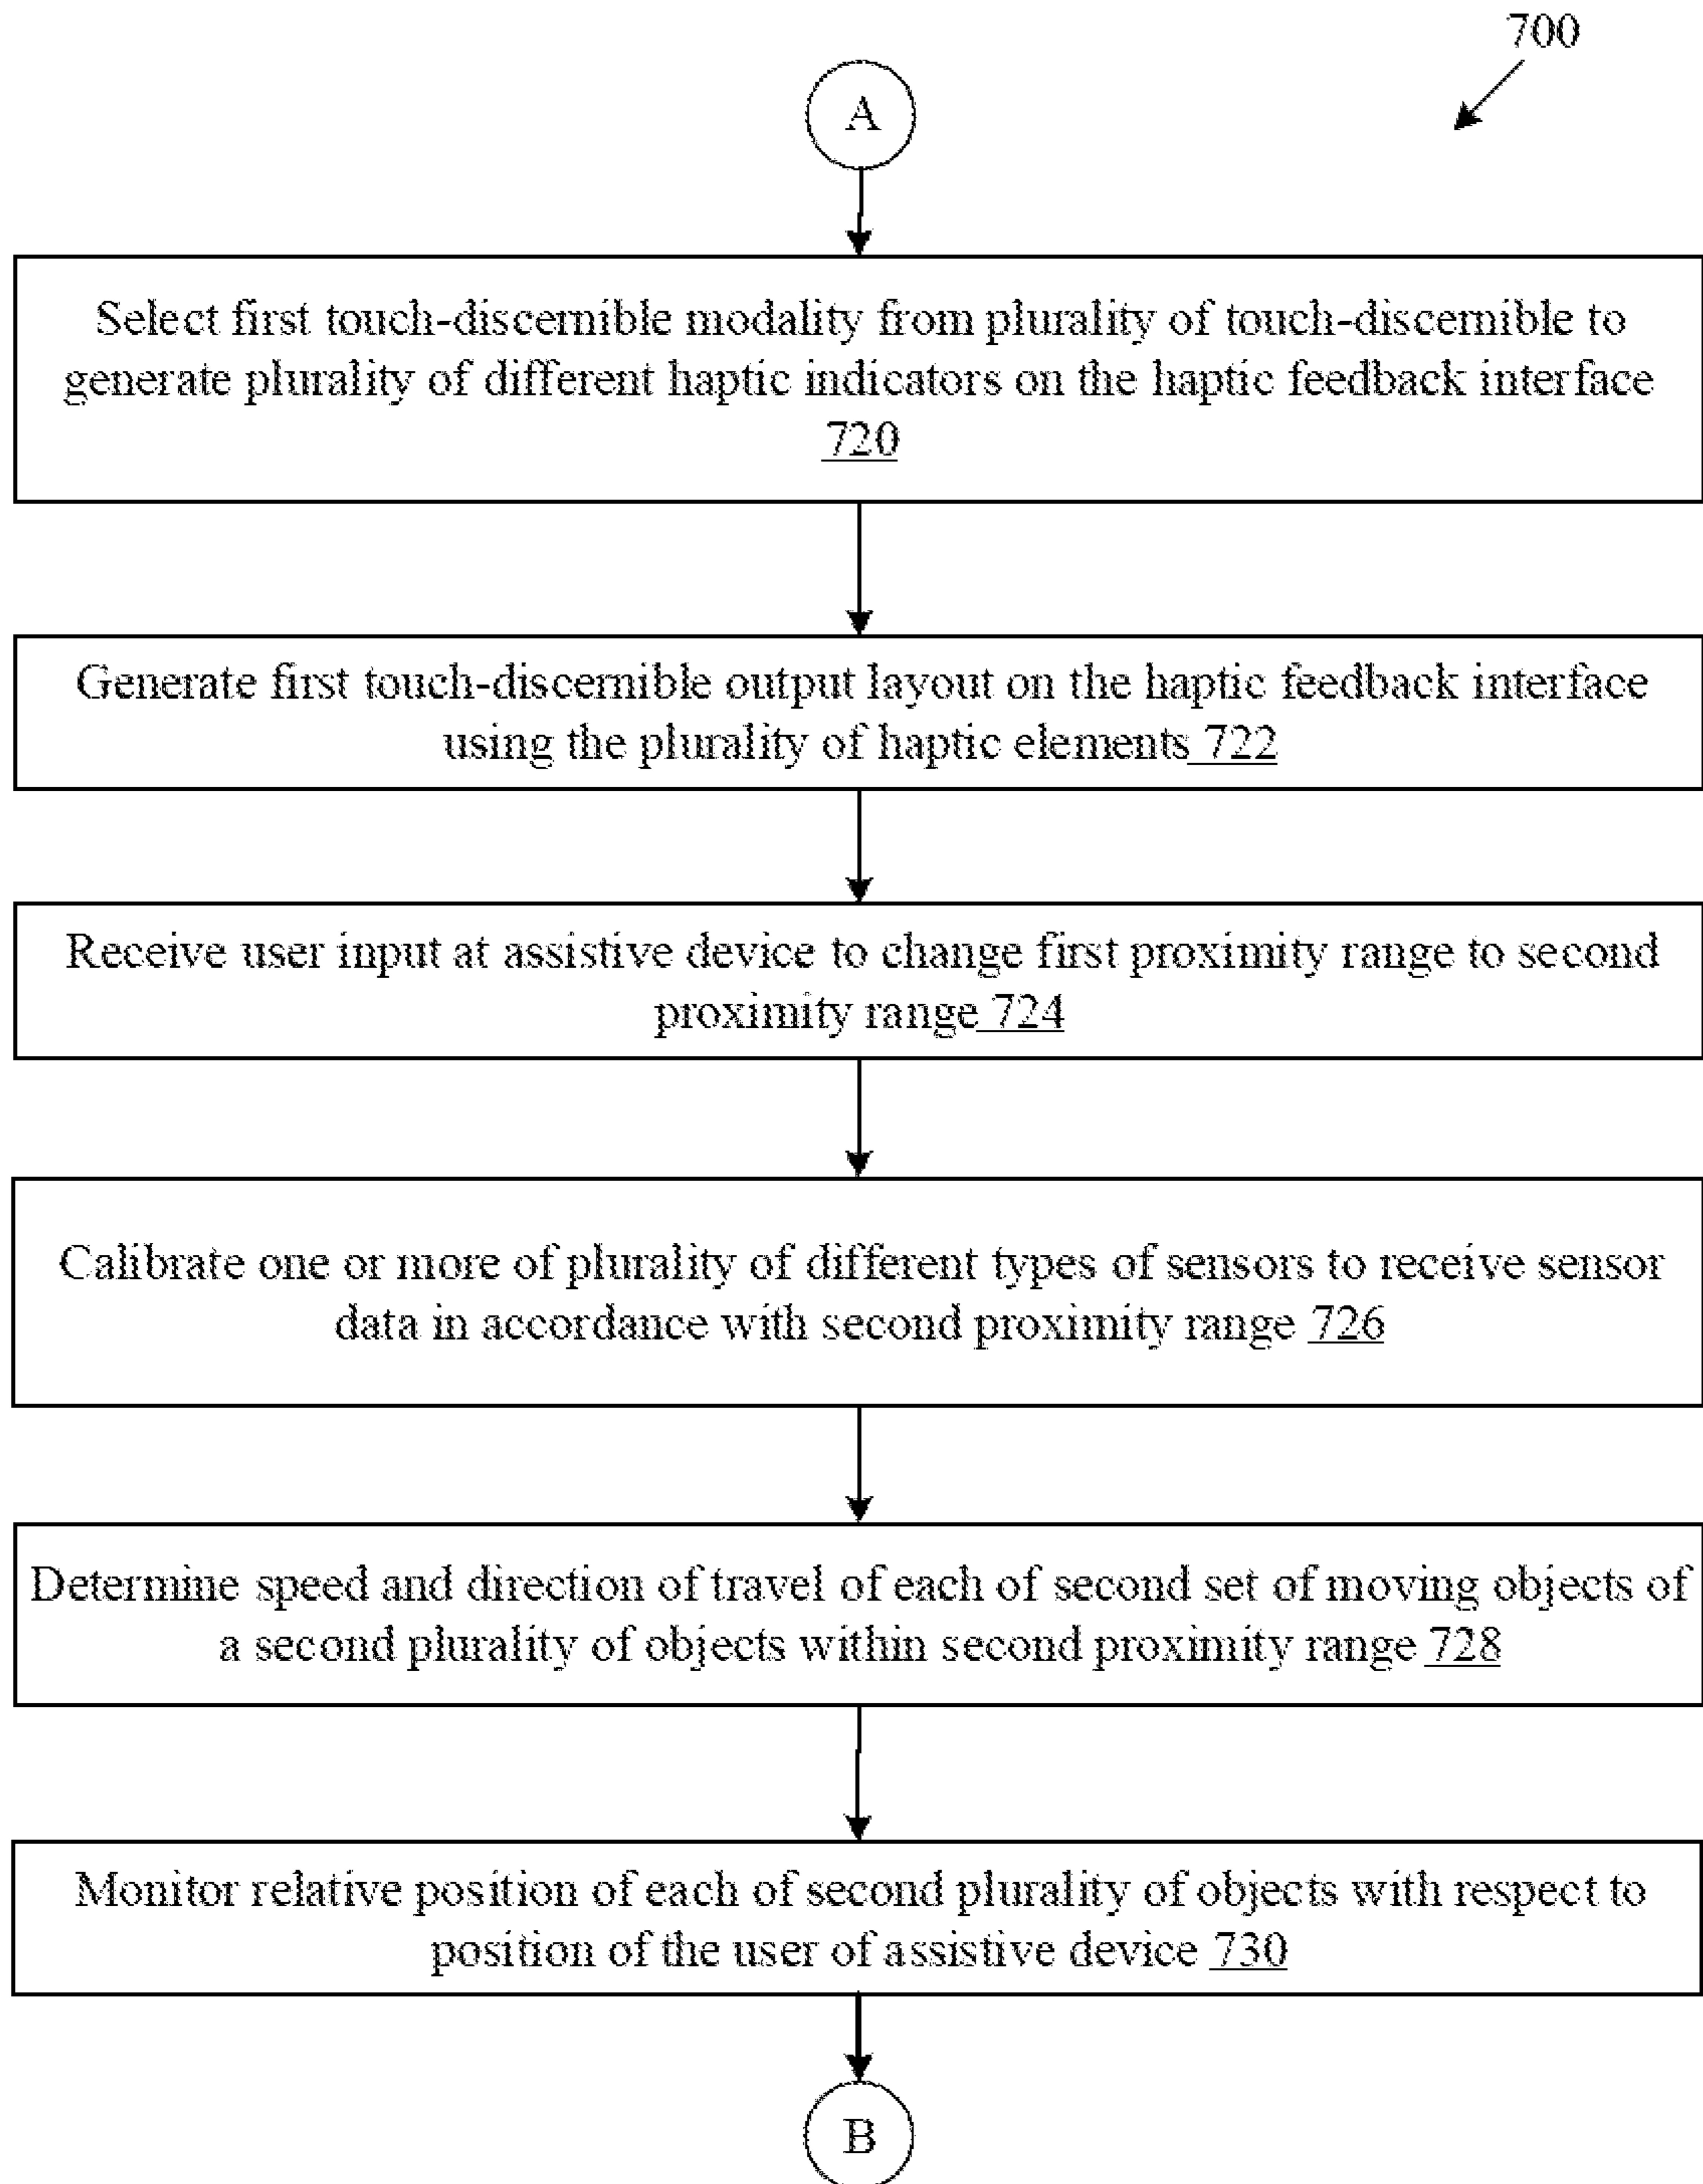 700
A
Select first touch-discernible modality from plurality of touch-discernible to
generate plurality of different haptic indicators on the haptic feedback interface
720
Generate first touch-discernible output layout on the haptic feedback interface
using the plurality of haptic elements 722
Receive user input at assistive device to change first proximity range to second
proximity range 724
Calibrate one or more of plurality of different types of sensors to receive sensor
data in accordance with second proximity range 726
Determine speed and direction of travel of each of second set of moving objects of
a second plurality of objects within second proximity range 728
Monitor relative position of each of second plurality of objects with respect to
position of the user of assistive device 730
B